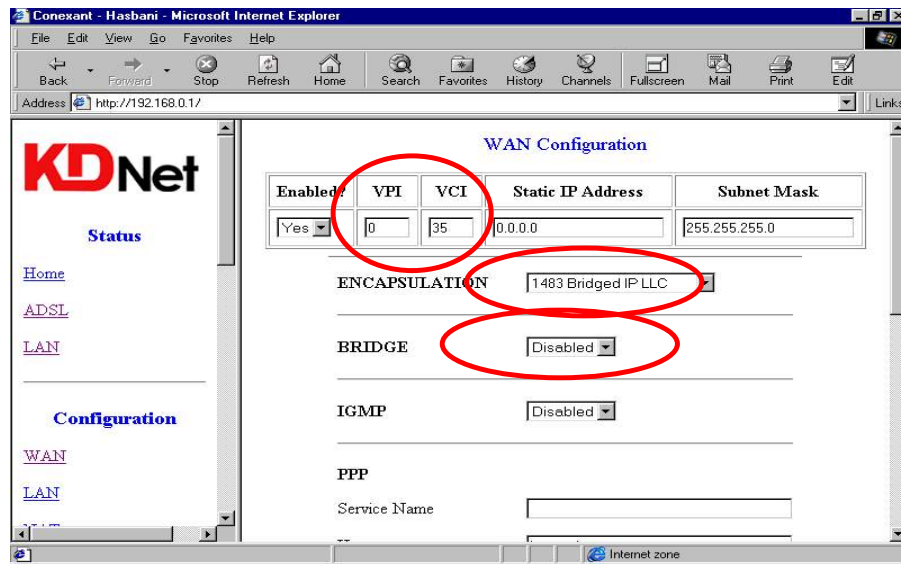 Conexant - Hasbani - Microsoft Internet Explorer
File Edit View Go Favorites Help
Back Forward Stop Refresh Home Search Favorites History Channels Fullscreen Mail Print Edit
Address http://192.168.0.1/ Links
KDNet
Status
Home
ADSL
LAN
Configuration
WAN
LAN
WAN Configuration
Enabled? VPI VCI Static IP Address Subnet Mask
Yes 0 35 0.0.0.0 255.255.255.0
ENCAPSULATION 1483 Bridged IP LLC
BRIDGE Disabled
IGMP Disabled
PPP
Service Name
Internet zone